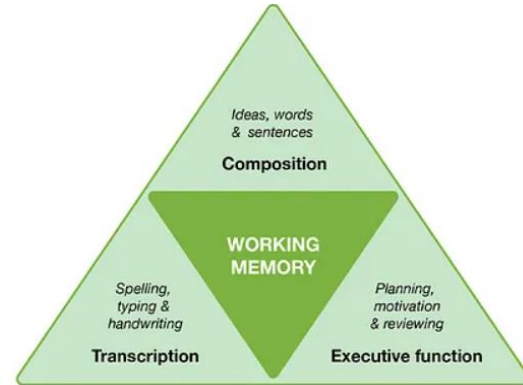 Ideas, words
& sentences
Composition
WORKING
MEMORY
Spelling,
typing &
handwriting
Transcription
Planning,
motivation
& reviewing
Executive function